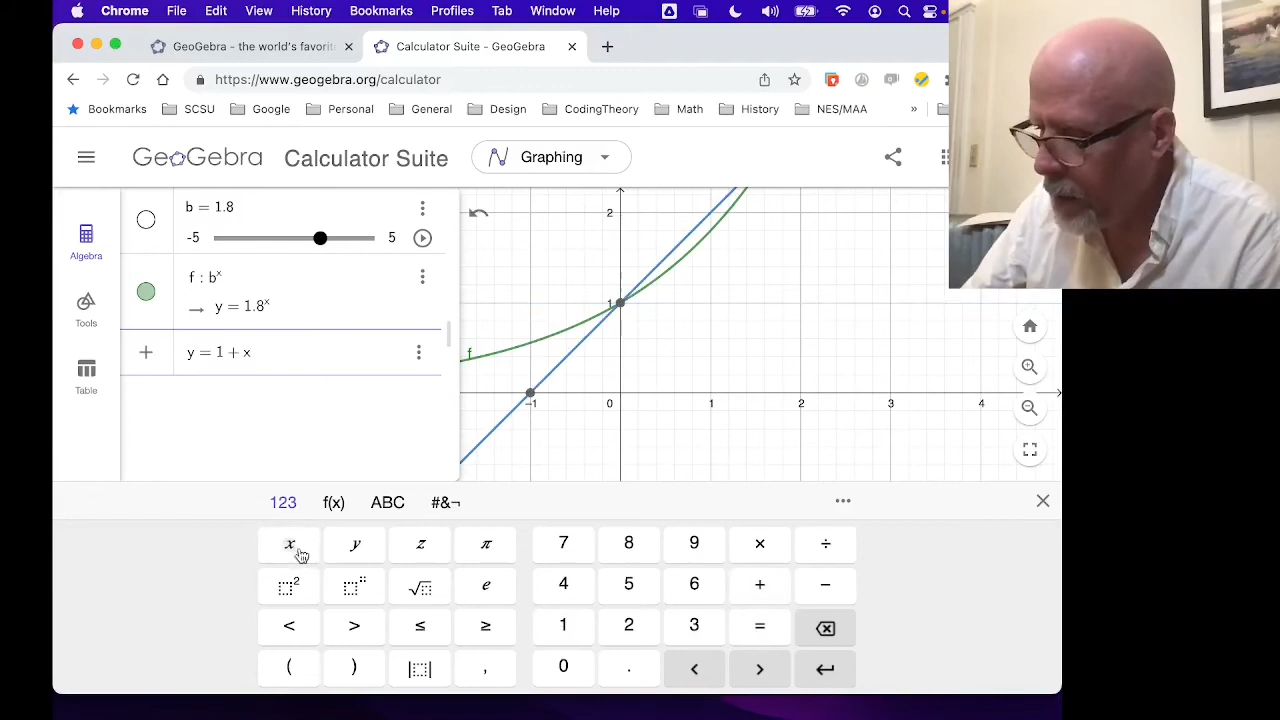 Chrome File Edit View History Bookmarks Profiles Tab Window Help
GeoGebra - the world's favorit
Calculator Suite - GeoGebra
https://www.geogebra.org/calculator
Bookmarks SCSU Google Personal General Design CodingTheory Math History NES/MAA »
GeoGebra Calculator Suite Graphing
b = 1.8
-5 5
Algebra
f : bˣ
→ y = 1.8ˣ
Tools
+ y = 1 + x
Table
2
1
f
-1 0 1 2 3 4
123 f(x) ABC #&¬
x y z π 7 8 9 × ÷
² √ e 4 5 6 + −
< > ≤ ≥ 1 2 3 =
( ) , 0 . < >